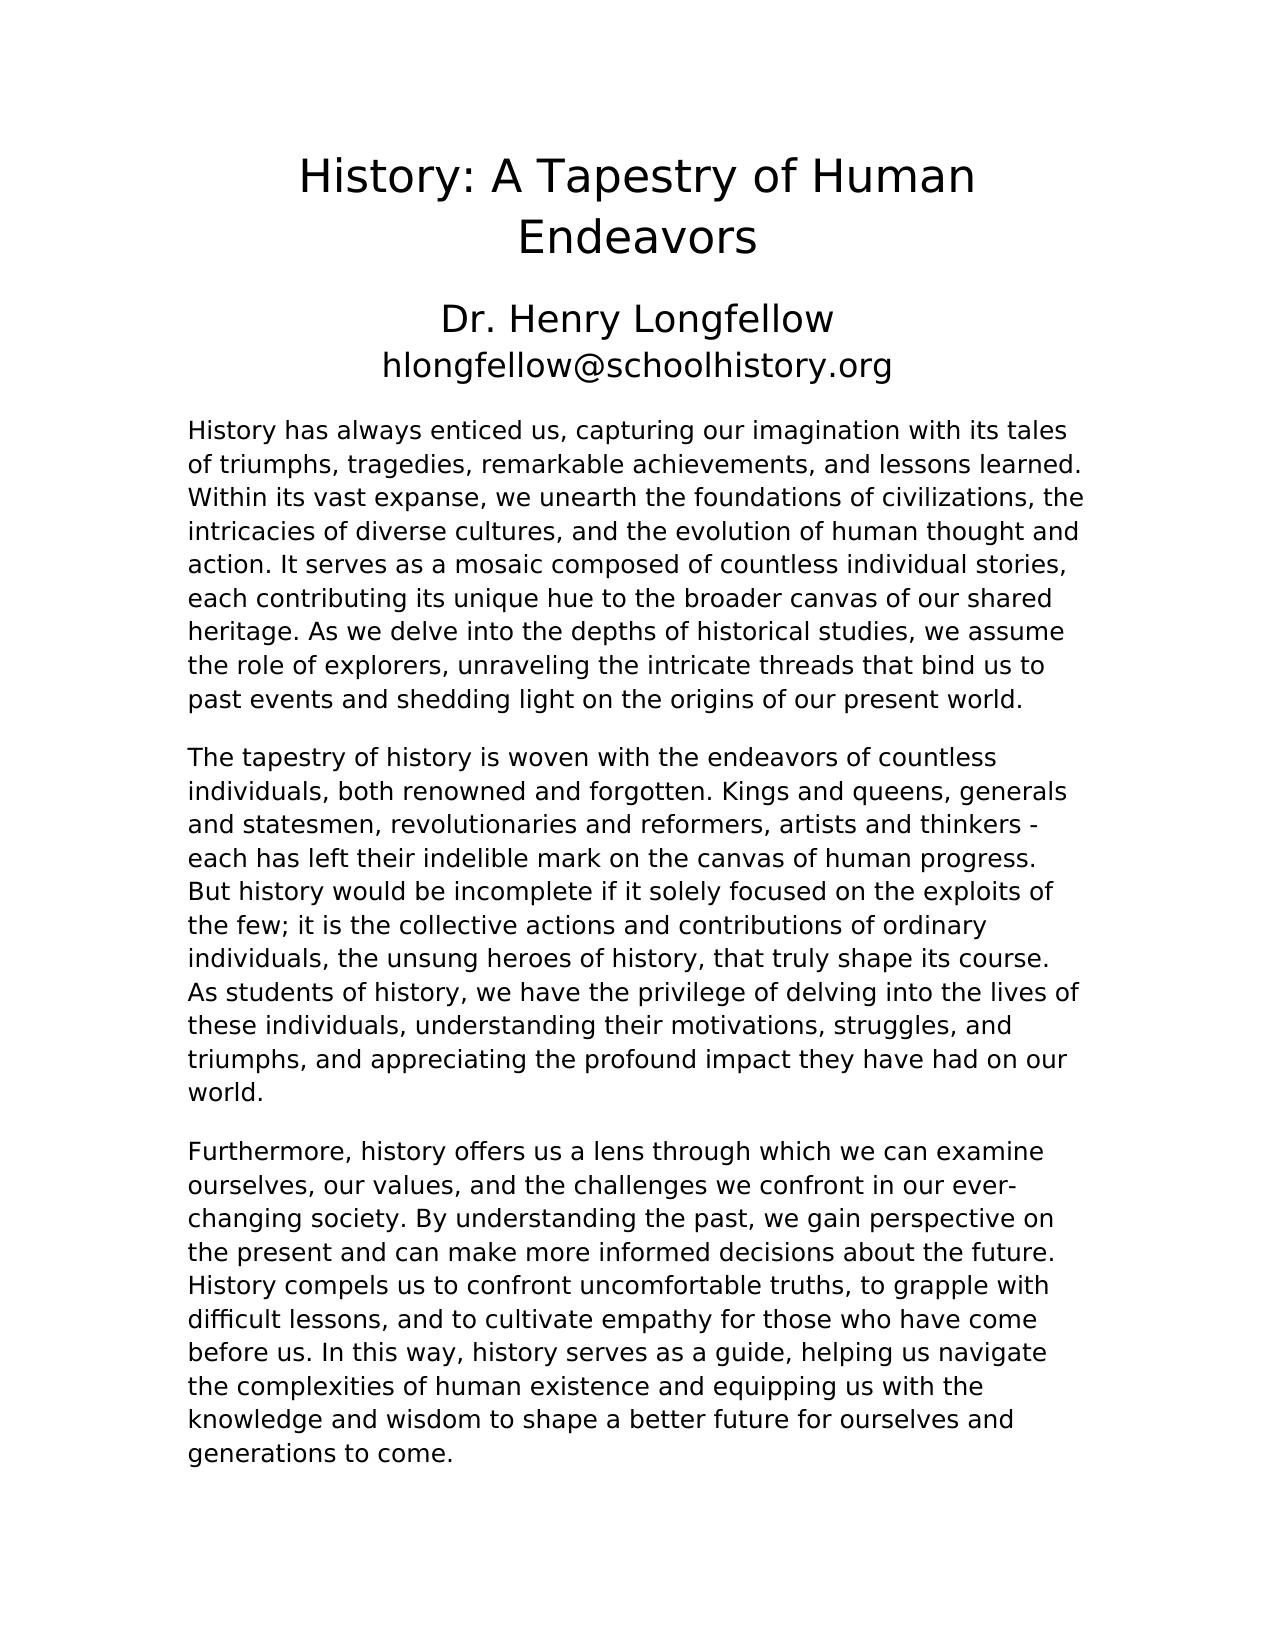 History: A Tapestry of Human
Endeavors
Dr. Henry Longfellow
hlongfellow@schoolhistory.org
History has always enticed us, capturing our imagination with its tales
of triumphs, tragedies, remarkable achievements, and lessons learned.
Within its vast expanse, we unearth the foundations of civilizations, the
intricacies of diverse cultures, and the evolution of human thought and
action. It serves as a mosaic composed of countless individual stories,
each contributing its unique hue to the broader canvas of our shared
heritage. As we delve into the depths of historical studies, we assume
the role of explorers, unraveling the intricate threads that bind us to
past events and shedding light on the origins of our present world.
The tapestry of history is woven with the endeavors of countless
individuals, both renowned and forgotten. Kings and queens, generals
and statesmen, revolutionaries and reformers, artists and thinkers -
each has left their indelible mark on the canvas of human progress.
But history would be incomplete if it solely focused on the exploits of
the few; it is the collective actions and contributions of ordinary
individuals, the unsung heroes of history, that truly shape its course.
As students of history, we have the privilege of delving into the lives of
these individuals, understanding their motivations, struggles, and
triumphs, and appreciating the profound impact they have had on our
world.
Furthermore, history offers us a lens through which we can examine
ourselves, our values, and the challenges we confront in our ever-
changing society. By understanding the past, we gain perspective on
the present and can make more informed decisions about the future.
History compels us to confront uncomfortable truths, to grapple with
difficult lessons, and to cultivate empathy for those who have come
before us. In this way, history serves as a guide, helping us navigate
the complexities of human existence and equipping us with the
knowledge and wisdom to shape a better future for ourselves and
generations to come.